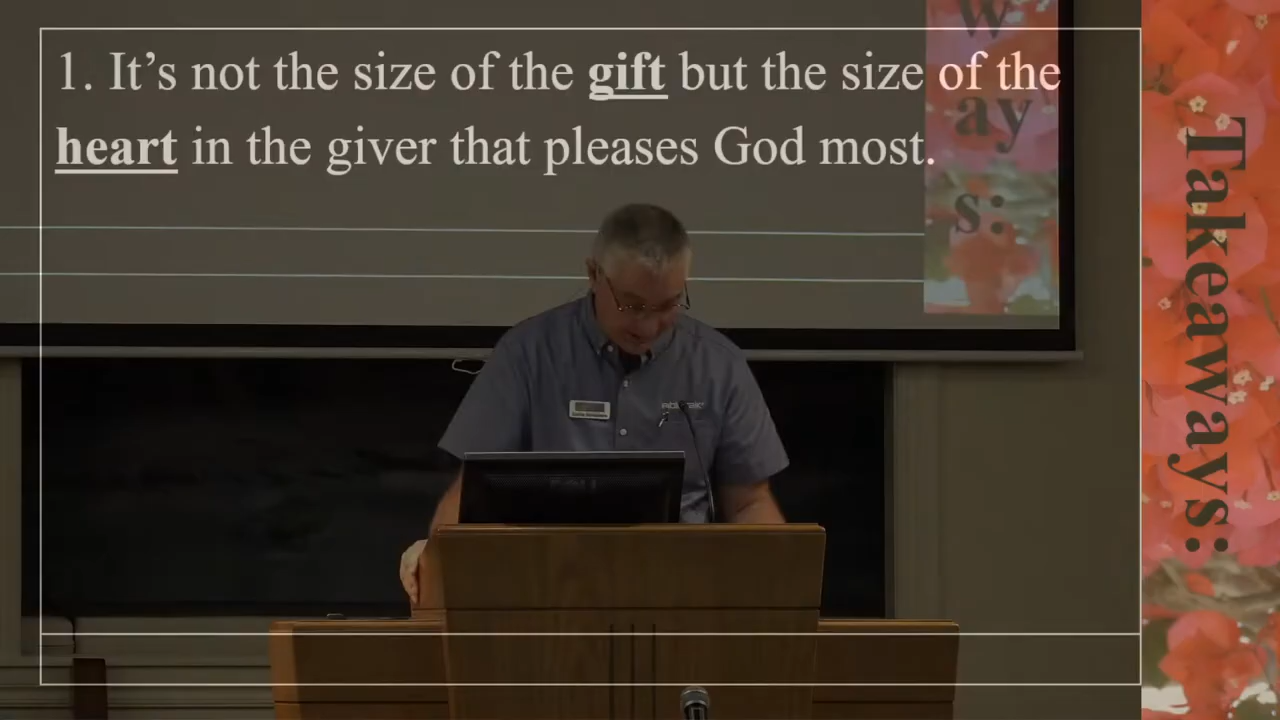 1. It’s not the size of the gift but the size of the
heart in the giver that pleases God most.
w
ay
s:
Takeaways: